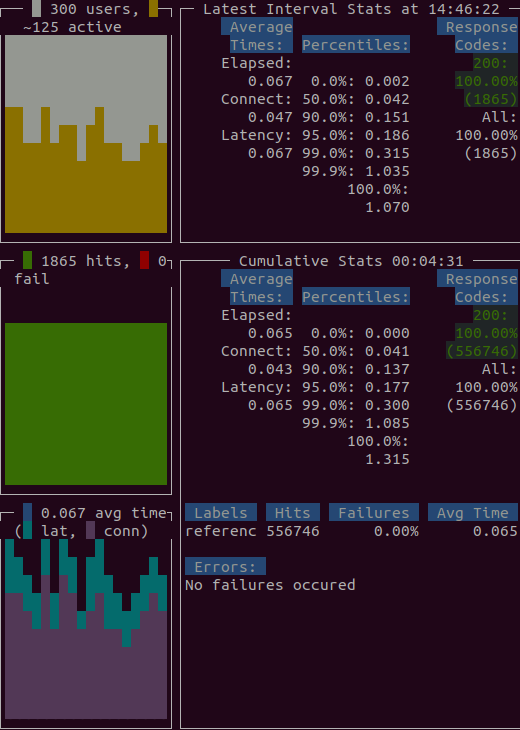 300 users,
~125 active
Latest Interval Stats at 14:46:22
Average Response
Times: Percentiles: Codes:
Elapsed: 200:
0.067 0.0%: 0.002 100.00%
Connect: 50.0%: 0.042 (1865)
0.047 90.0%: 0.151 All:
Latency: 95.0%: 0.186 100.00%
0.067 99.0%: 0.315 (1865)
99.9%: 1.035
100.0%:
1.070
1865 hits, 0
fail
Cumulative Stats 00:04:31
Average Response
Times: Percentiles: Codes:
Elapsed: 200:
0.065 0.0%: 0.000 100.00%
Connect: 50.0%: 0.041 (556746)
0.043 90.0%: 0.137 All:
Latency: 95.0%: 0.177 100.00%
0.065 99.0%: 0.300 (556746)
99.9%: 1.085
100.0%:
1.315
0.067 avg time
( lat, conn)
Labels Hits Failures Avg Time
referenc 556746 0.00% 0.065
Errors:
No failures occured